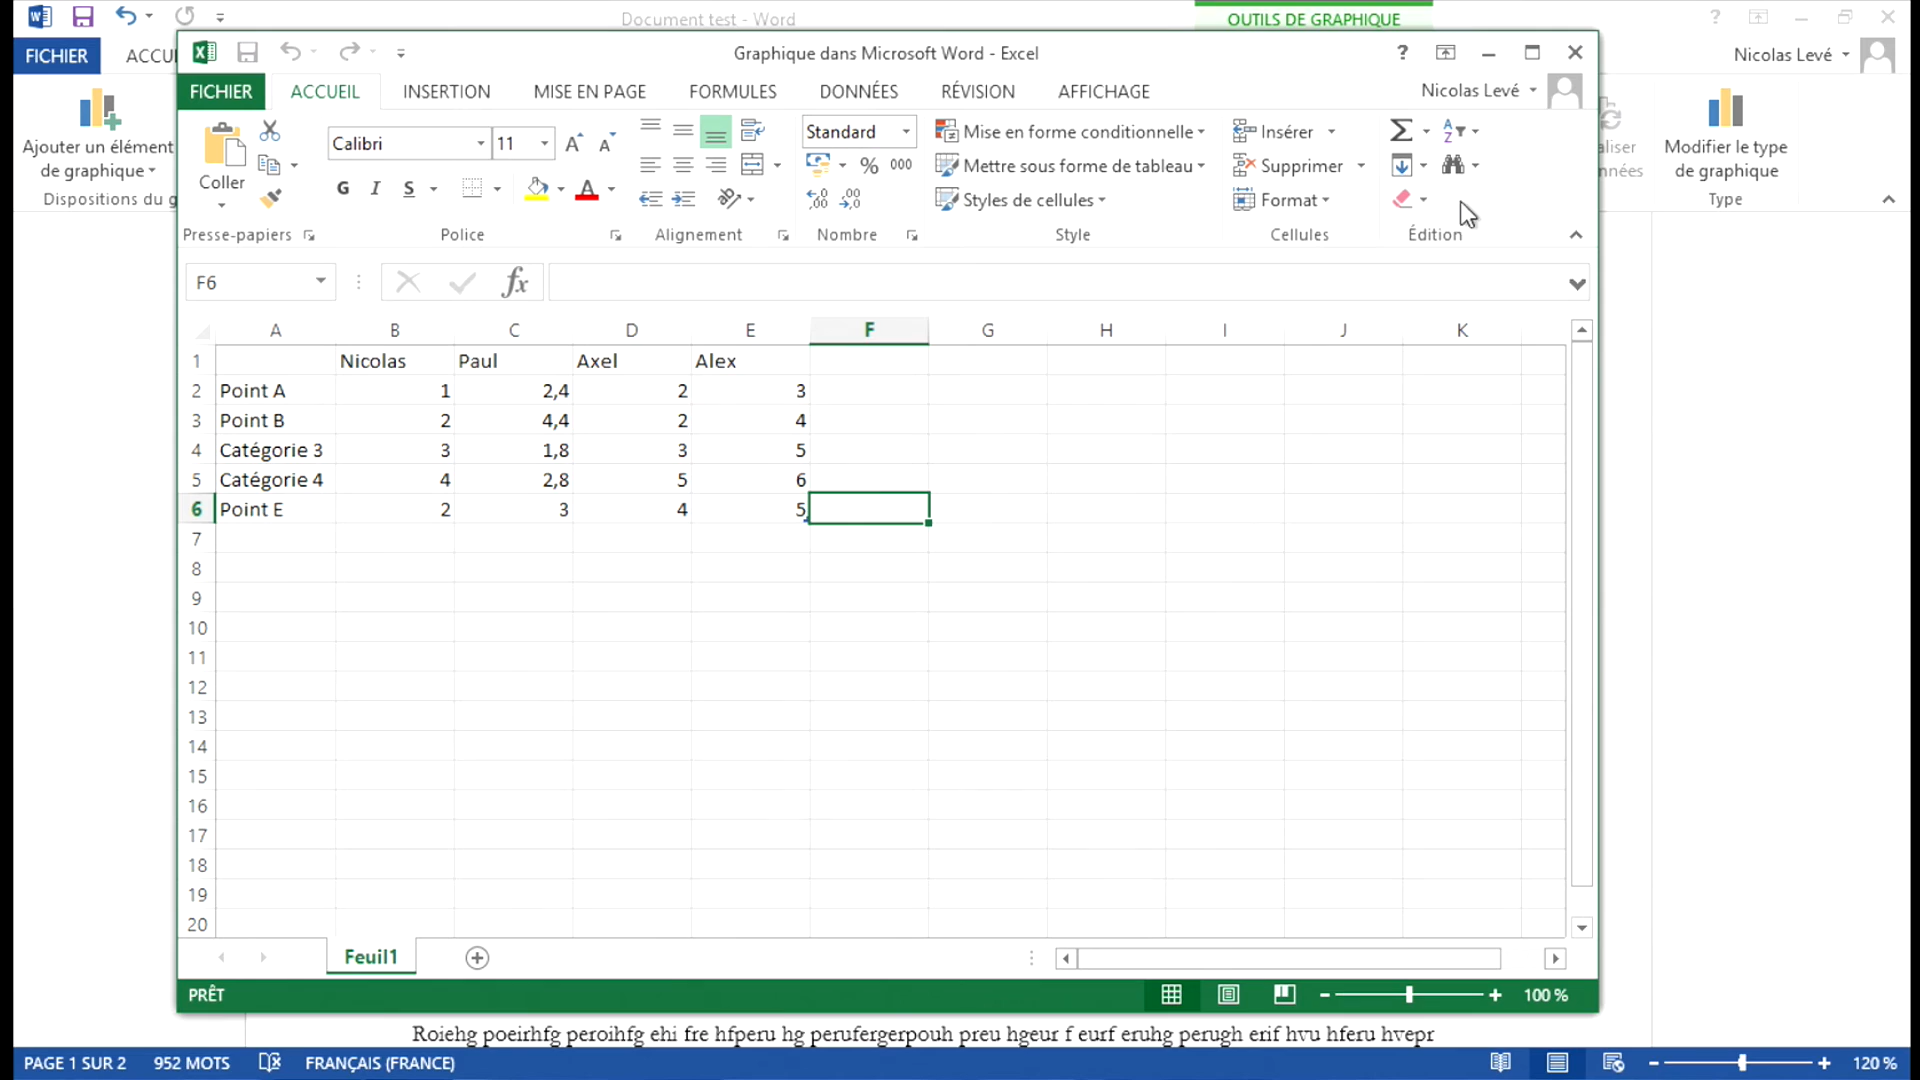 Document test - Word
OUTILS DE GRAPHIQUE
?
FICHIER
ACCU
Nicolas Levé
Ajouter un élément
de graphique
Dispositions du g
Modifier le type
de graphique
Type
Graphique dans Microsoft Word - Excel
?
FICHIER ACCUEIL INSERTION MISE EN PAGE FORMULES DONNÉES RÉVISION AFFICHAGE
Nicolas Levé
Coller
Presse-papiers
Calibri 11
G I S
Police
Alignement
Standard
% 000
Nombre
Mise en forme conditionnelle
Mettre sous forme de tableau
Styles de cellules
Style
Insérer
Supprimer
Format
Cellules
Édition
F6
fx
A B C D E F G H I J K
1 Nicolas Paul Axel Alex
2 Point A 1 2,4 2 3
3 Point B 2 4,4 2 4
4 Catégorie 3 3 1,8 3 5
5 Catégorie 4 4 2,8 5 6
6 Point E 2 3 4 5
7
8
9
10
11
12
13
14
15
16
17
18
19
20
Feuil1
PRÊT
100 %
Roiehg poeirhfg peroihfg ehi fre hfperu hg perufergerpouh preu hgeur f eurf eruhg perugh erif hvu hferu hvepr
PAGE 1 SUR 2 952 MOTS FRANÇAIS (FRANCE)
120 %